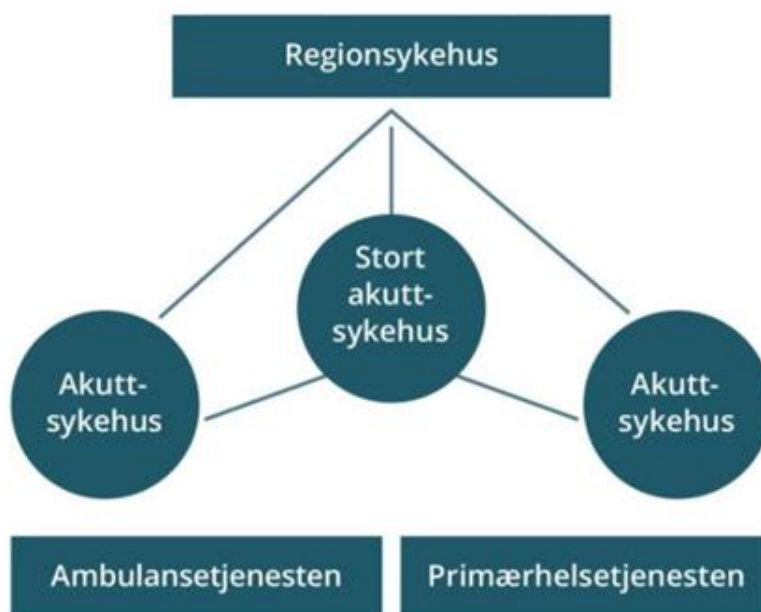 Regionsykehus
Stort
akutt-
sykehus
Akutt-
sykehus
Akutt-
sykehus
Ambulansetjenesten
Primærhelsetjenesten